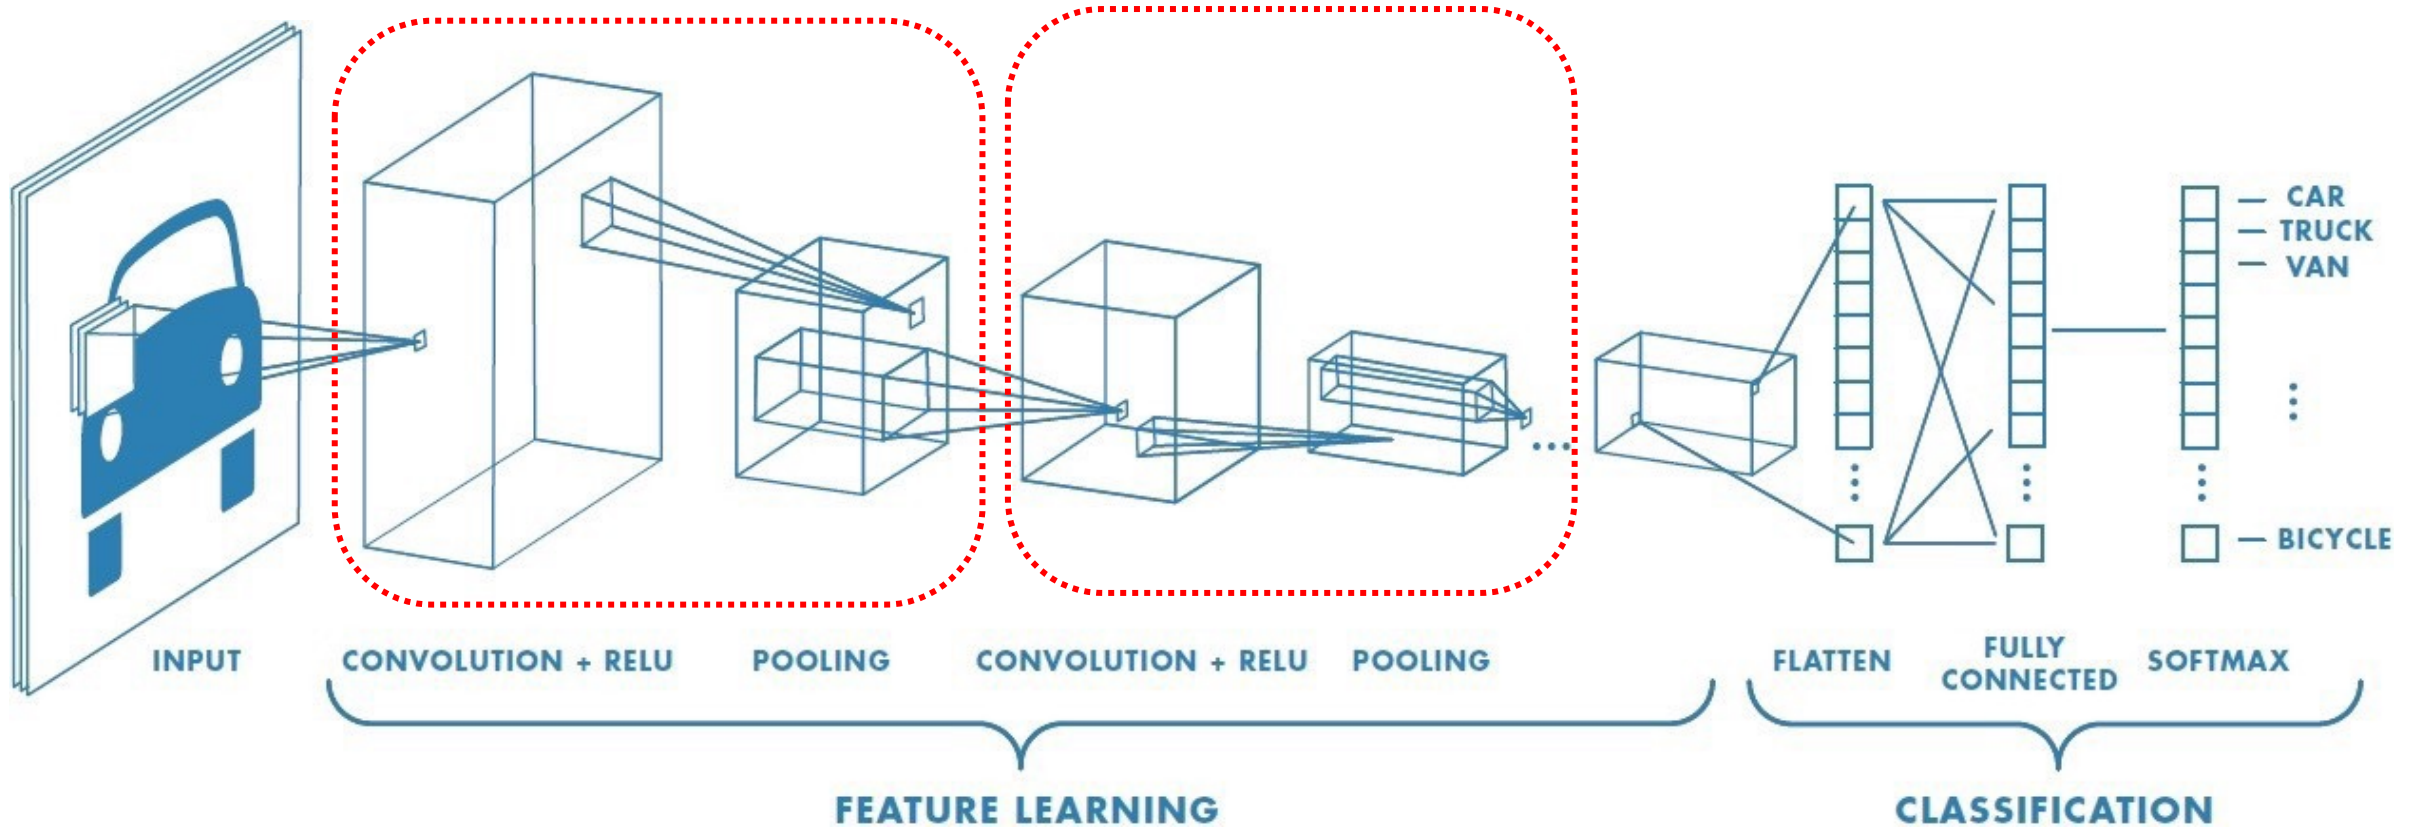 CAR
TRUCK
VAN
BICYCLE
INPUT
CONVOLUTION + RELU
POOLING
CONVOLUTION + RELU
POOLING
FLATTEN
FULLY
CONNECTED
SOFTMAX
FEATURE LEARNING
CLASSIFICATION